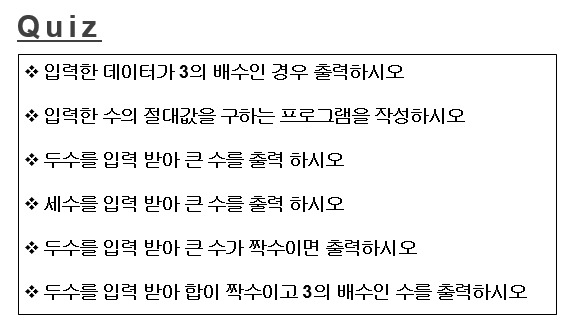 Quiz
❖ 입력한 데이터가 3의 배수인 경우 출력하시오
❖ 입력한 수의 절대값을 구하는 프로그램을 작성하시오
❖ 두수를 입력 받아 큰 수를 출력 하시오
❖ 세수를 입력 받아 큰 수를 출력 하시오
❖ 두수를 입력 받아 큰 수가 짝수이면 출력하시오
❖ 두수를 입력 받아 합이 짝수이고 3의 배수인 수를 출력하시오